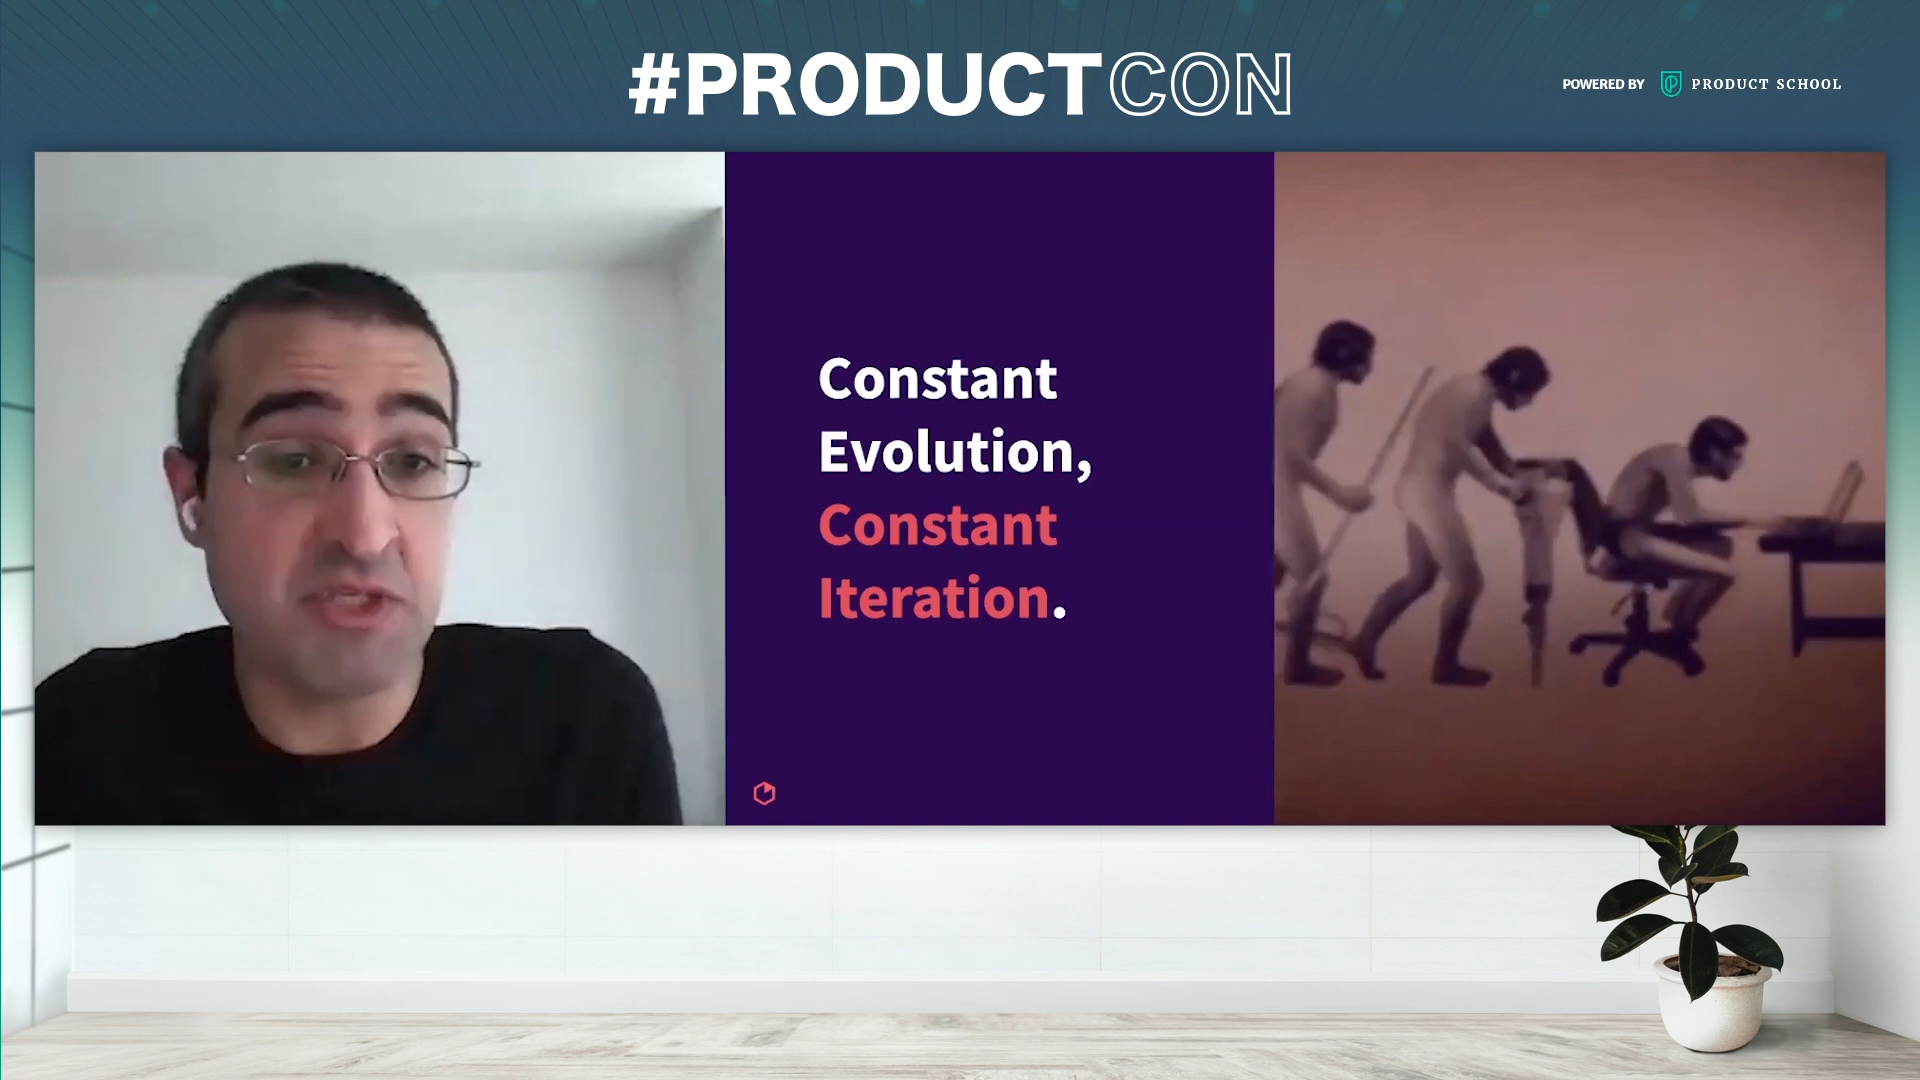 #PRODUCTCON
POWERED BY PRODUCT SCHOOL
Constant
Evolution,
Constant
Iteration.